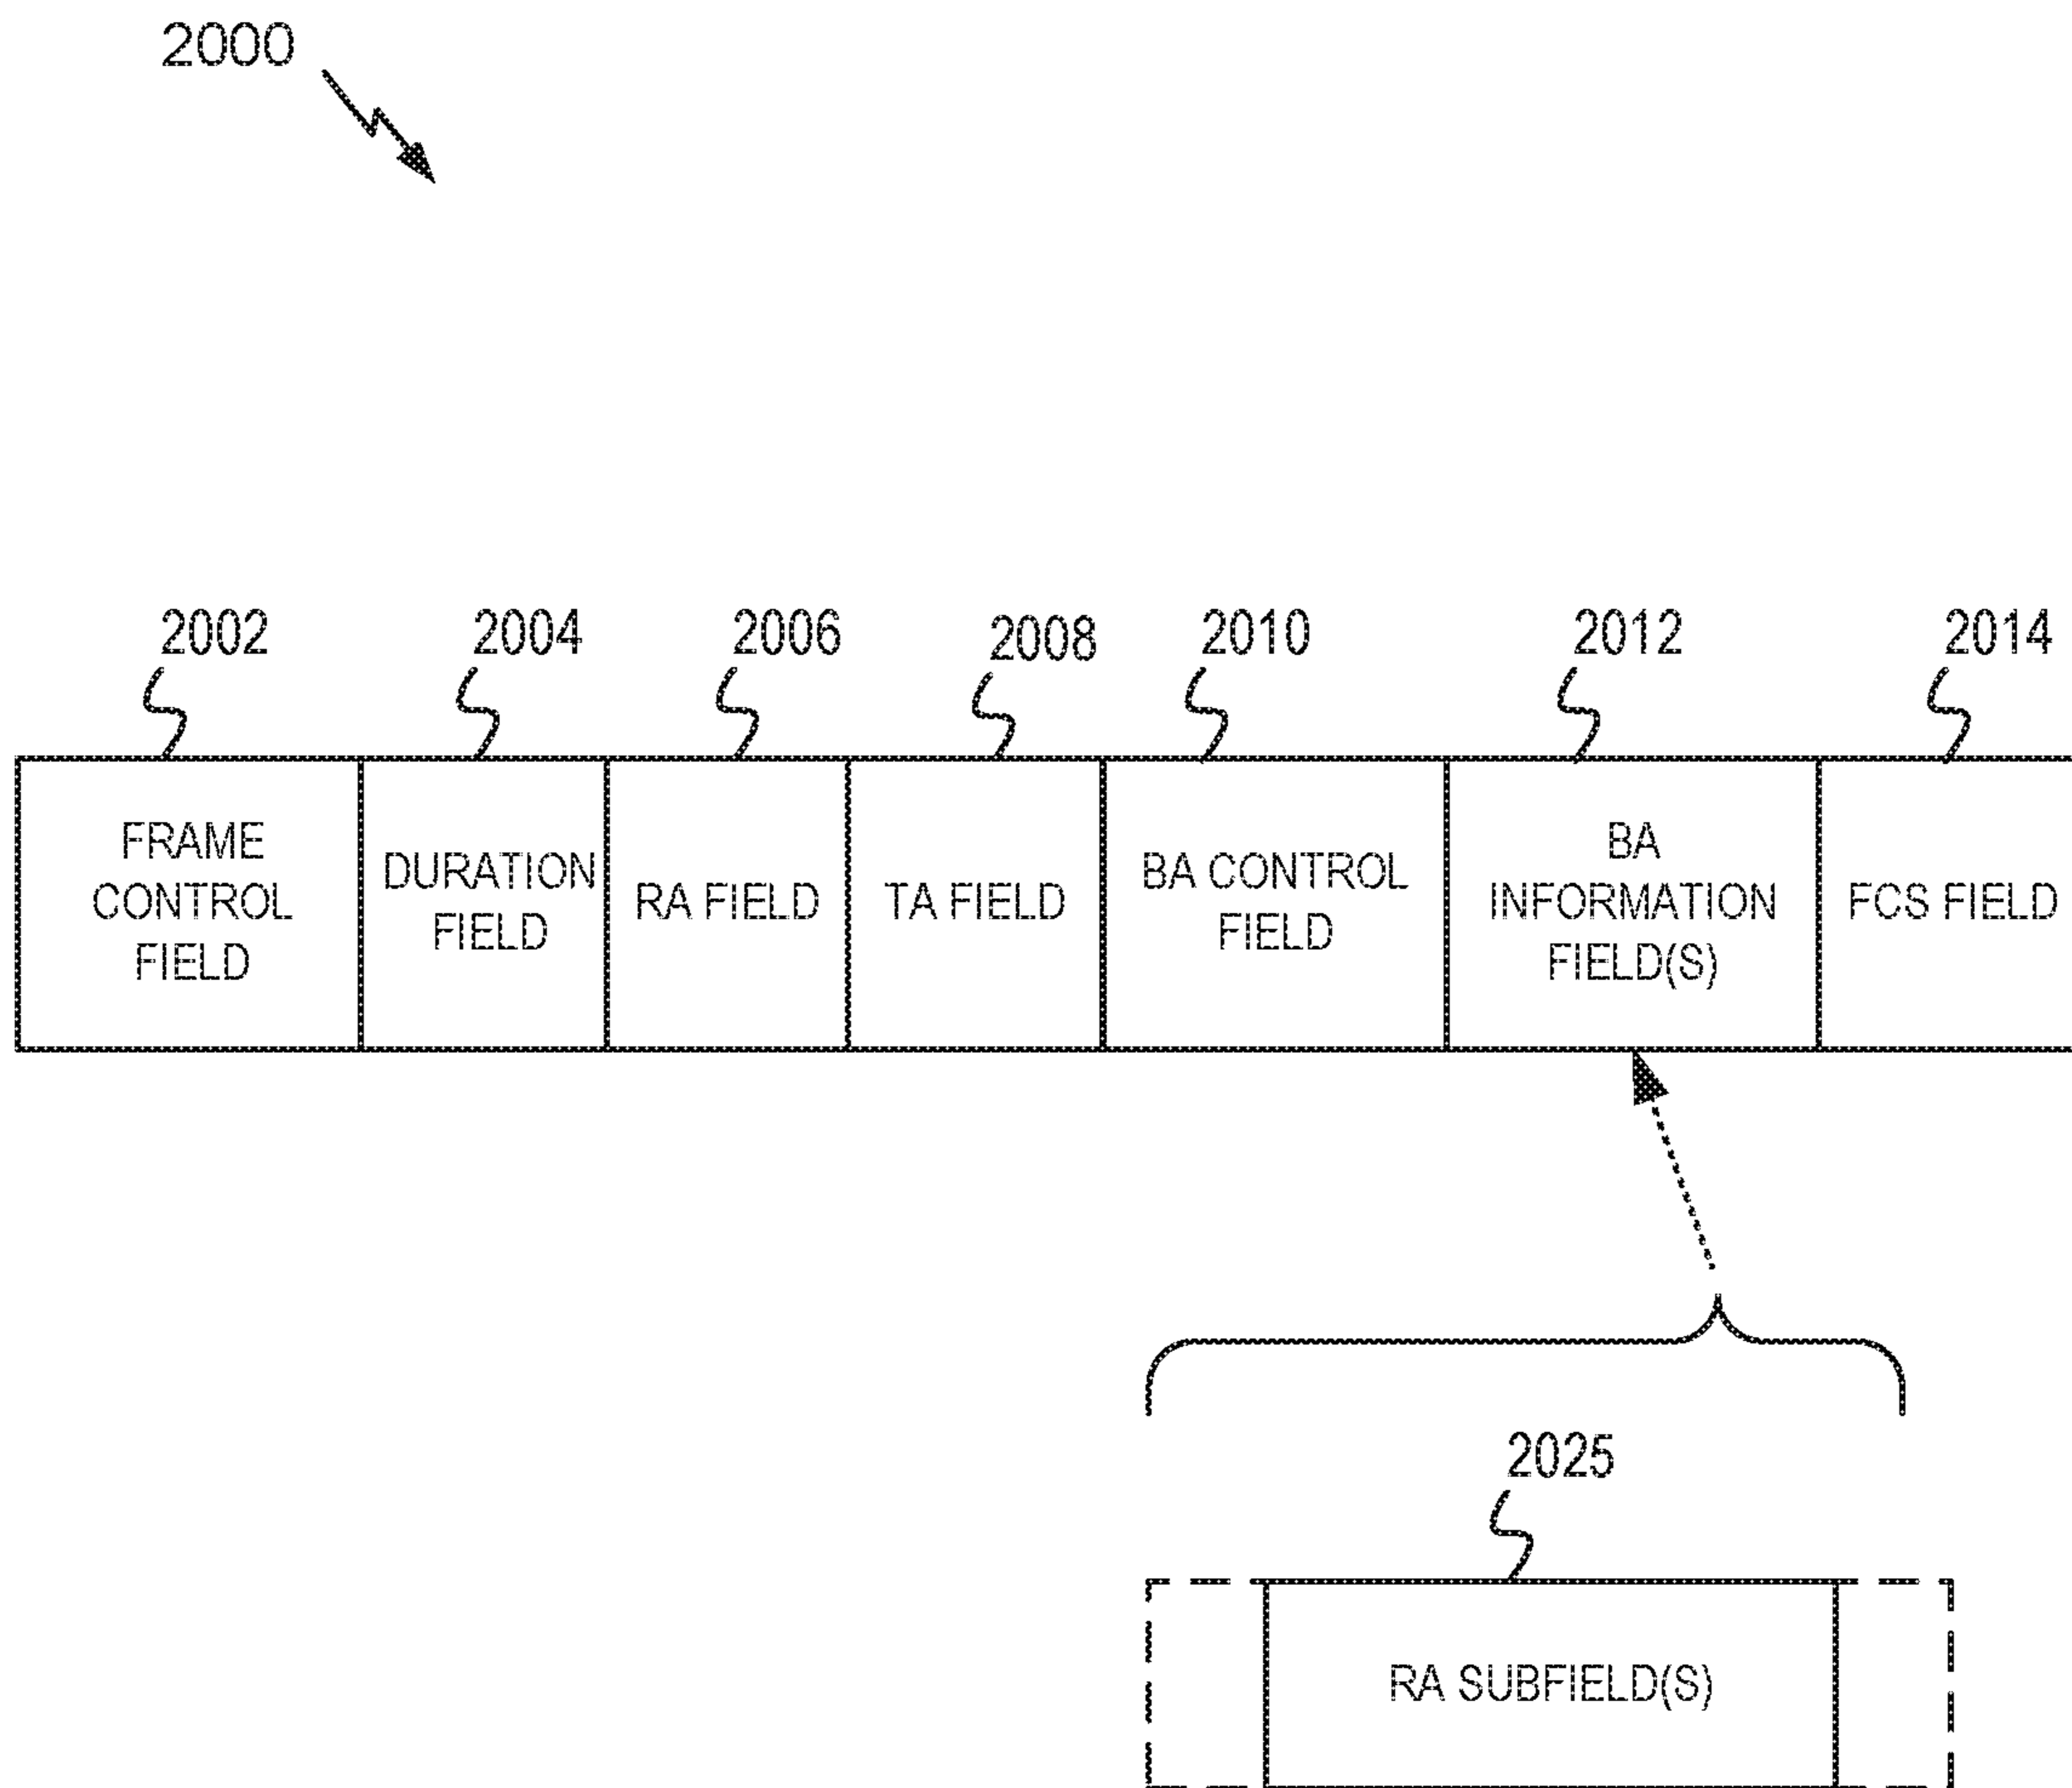 2000
2002 2004 2006 2008 2010 2012 2014
FRAME
CONTROL
FIELD
DURATION
FIELD
RA FIELD
TA FIELD
BA CONTROL
FIELD
BA
INFORMATION
FIELD(S)
FCS FIELD
2025
RA SUBFIELD(S)